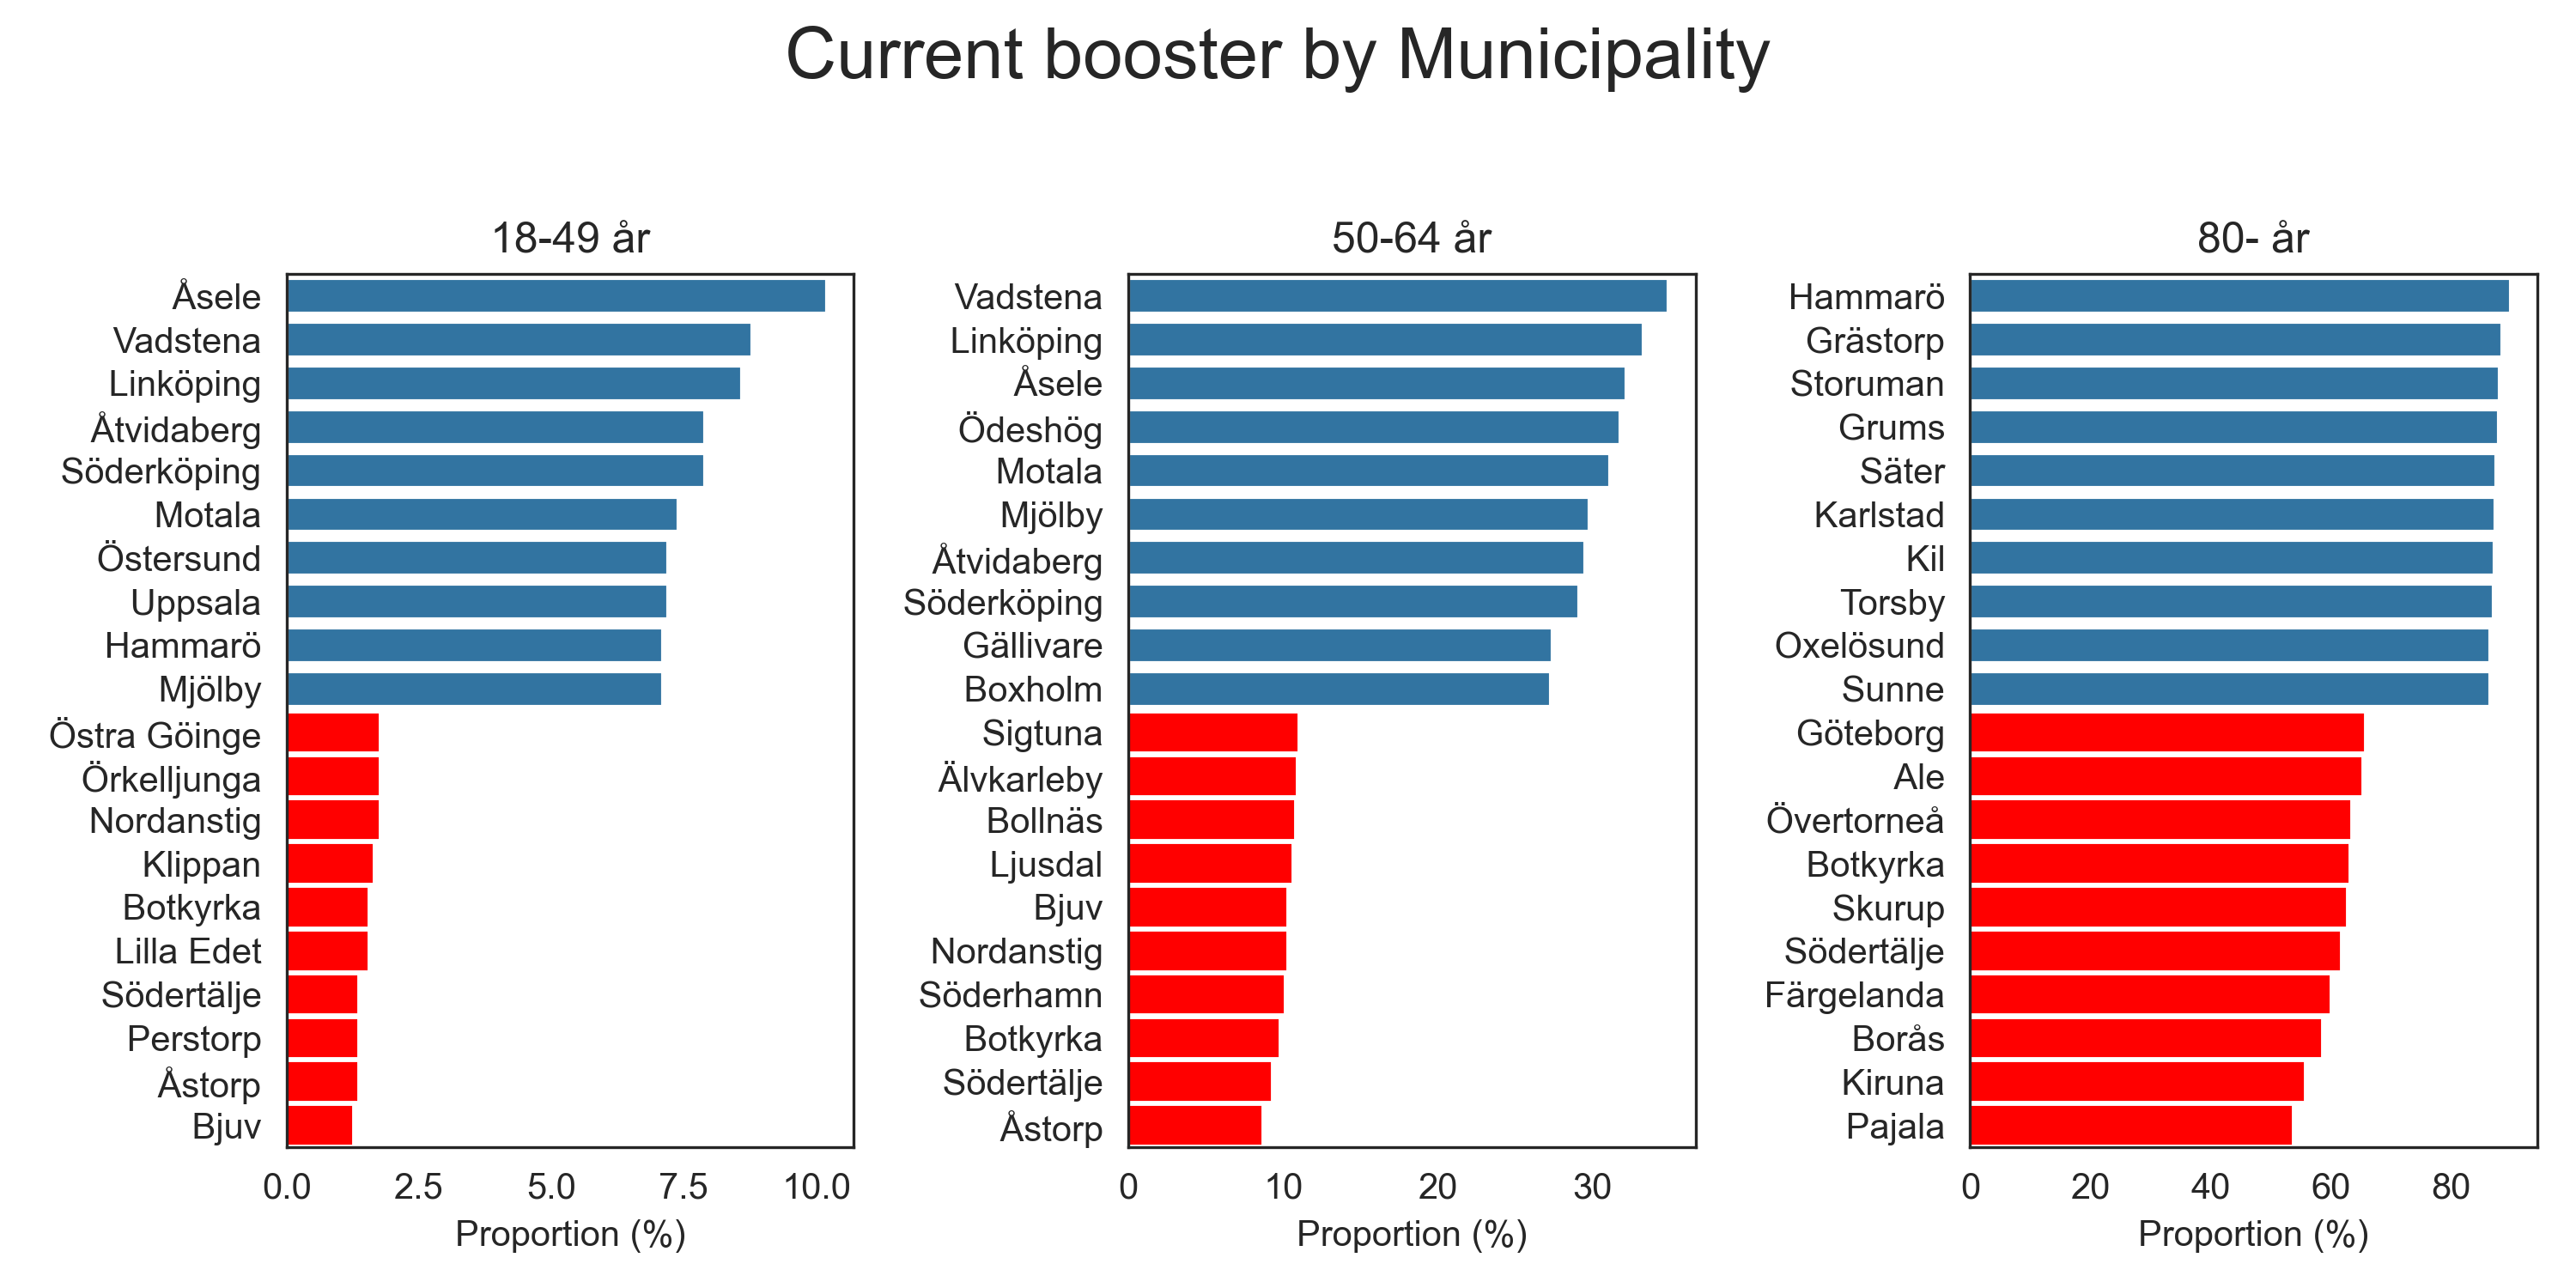 Current booster by Municipality
18-49 år
Åsele
Vadstena
Linköping
Åtvidaberg
Söderköping
Motala
Östersund
Uppsala
Hammarö
Mjölby
Östra Göinge
Örkelljunga
Nordanstig
Klippan
Botkyrka
Lilla Edet
Södertälje
Perstorp
Åstorp
Bjuv
0.0 2.5 5.0 7.5 10.0
Proportion (%)
50-64 år
Vadstena
Linköping
Åsele
Ödeshög
Motala
Mjölby
Åtvidaberg
Söderköping
Gällivare
Boxholm
Sigtuna
Älvkarleby
Bollnäs
Ljusdal
Bjuv
Nordanstig
Söderhamn
Botkyrka
Södertälje
Åstorp
0 10 20 30
Proportion (%)
80- år
Hammarö
Grästorp
Storuman
Grums
Säter
Karlstad
Kil
Torsby
Oxelösund
Sunne
Göteborg
Ale
Övertorneå
Botkyrka
Skurup
Södertälje
Färgelanda
Borås
Kiruna
Pajala
0 20 40 60 80
Proportion (%)